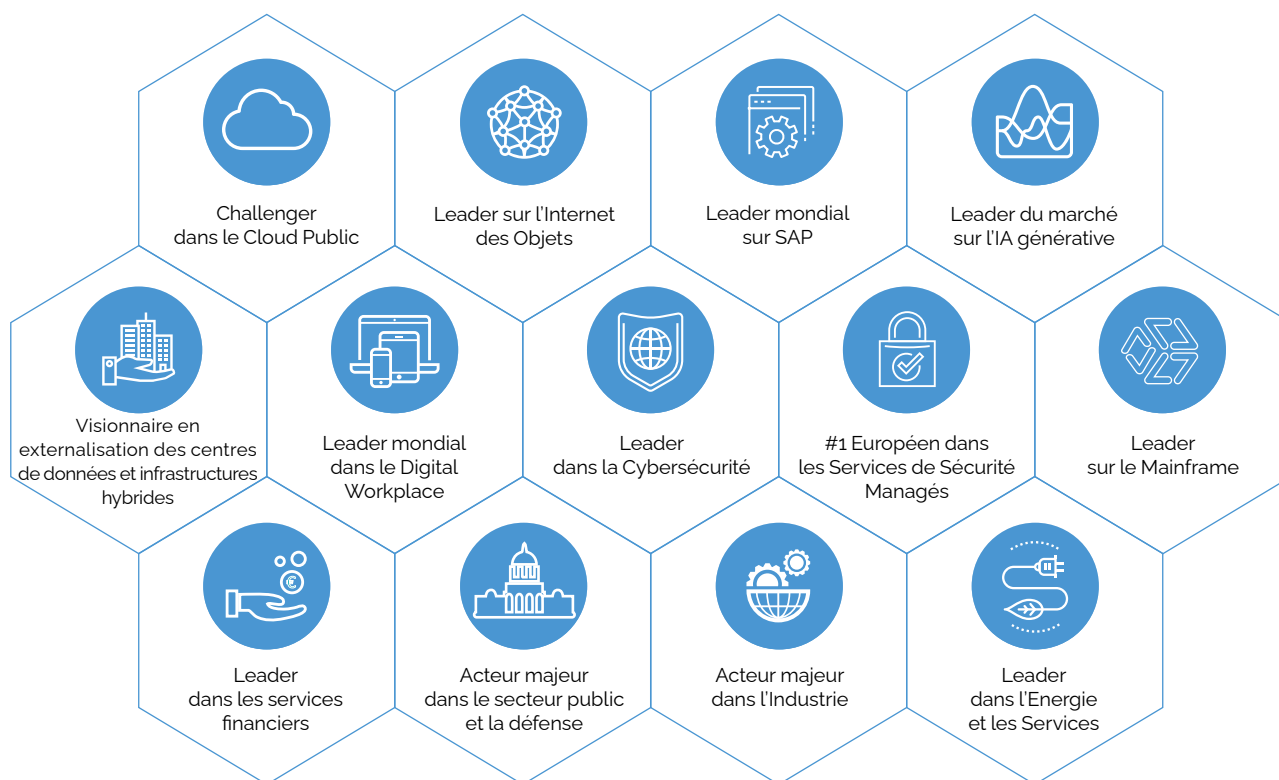 Challenger
dans le Cloud Public
Leader sur l'Internet
des Objets
Leader mondial
sur SAP
Leader du marché
sur l'IA générative
Visionnaire en
externalisation des centres
de données et infrastructures
hybrides
Leader mondial
dans le Digital
Workplace
Leader
dans la Cybersécurité
#1 Européen dans
les Services de Sécurité
Managés
Leader
sur le Mainframe
€
Leader
dans les services
financiers
Acteur majeur
dans le secteur public
et la défense
Acteur majeur
dans l'Industrie
Leader
dans l'Energie
et les Services